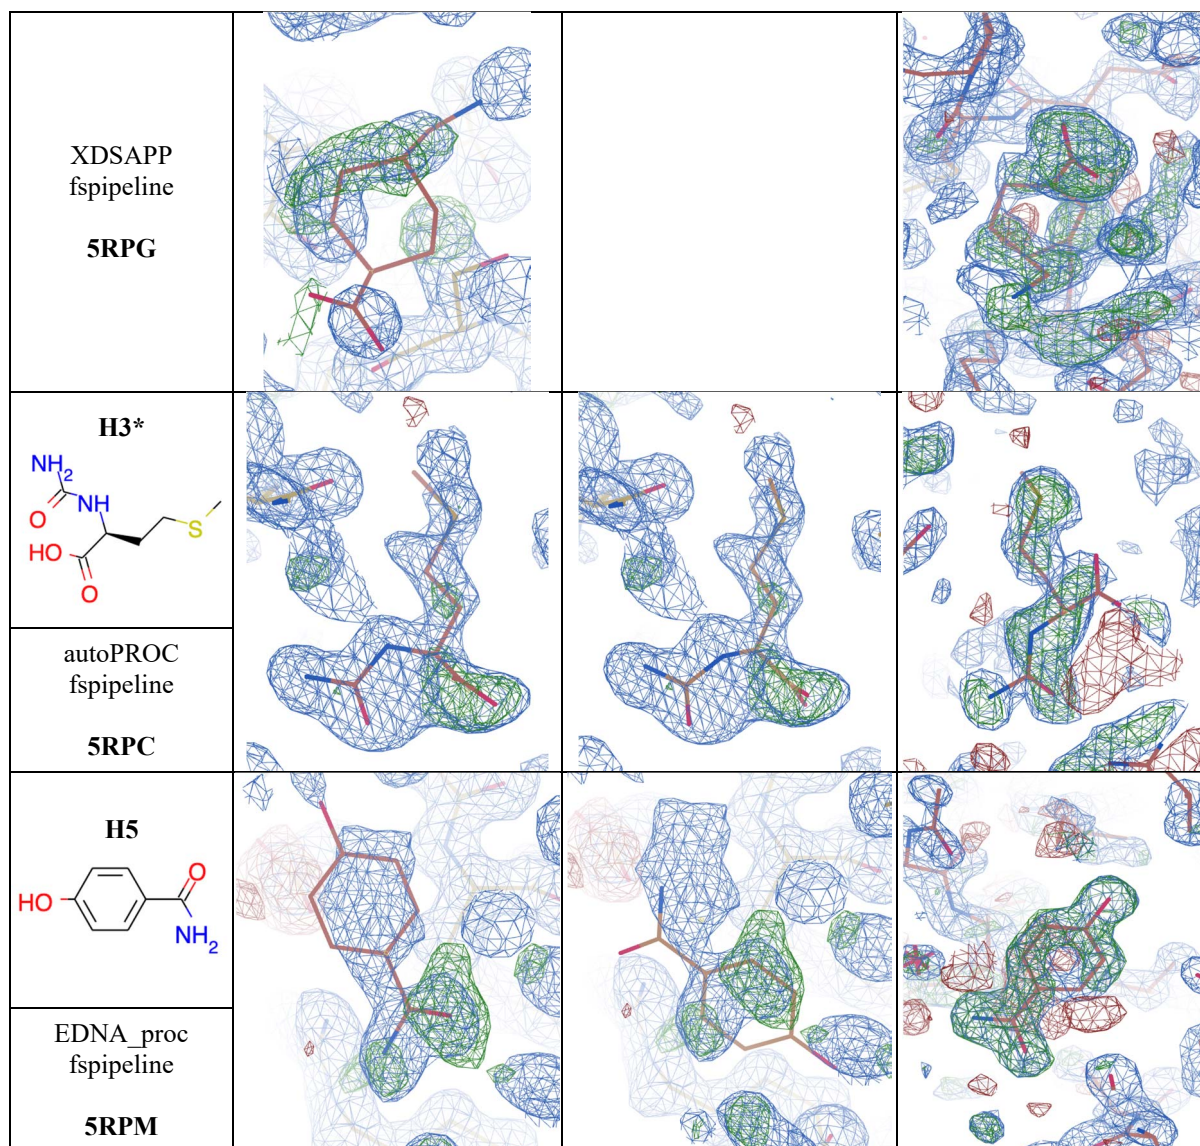 XDSAPP
fspipeline
5RPG
H3*
NH2
O
NH
HO
S
O
autoPROC
fspipeline
5RPC
H5
O
HO
NH2
EDNA_proc
fspipeline
5RPM